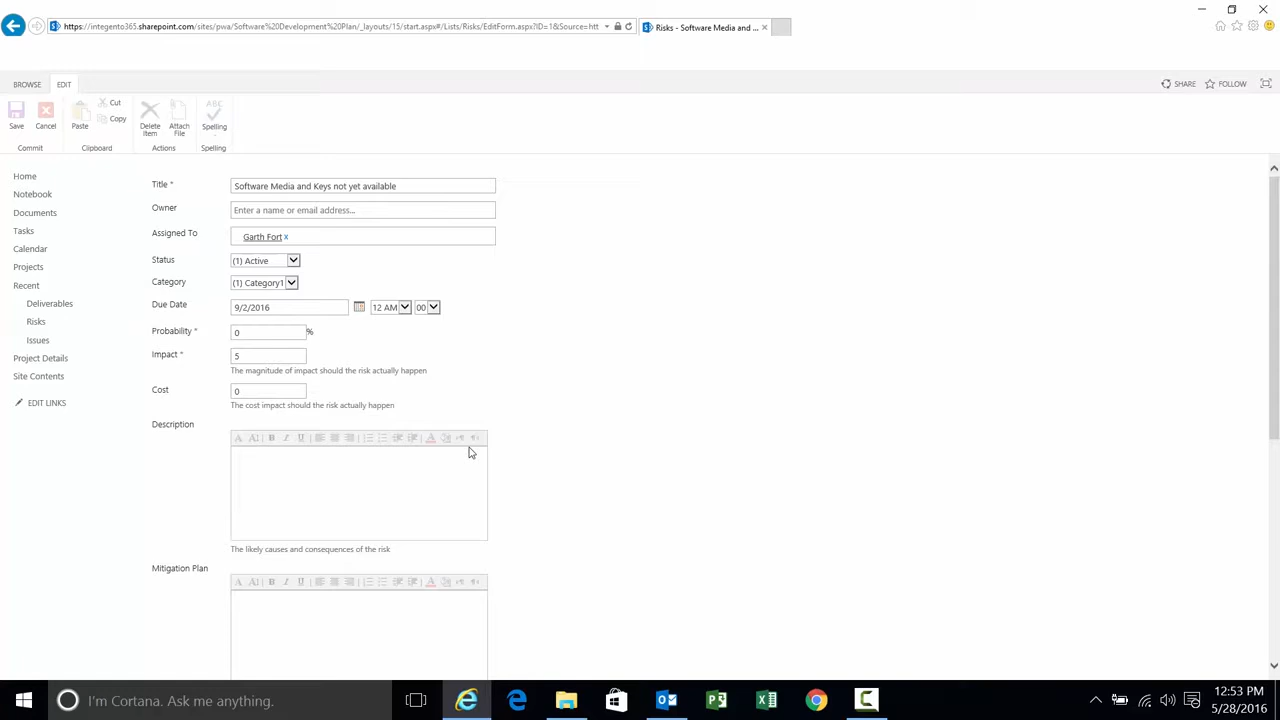 https://integento365.sharepoint.com/sites/pwa/Software%20Development%20Plan/_layouts/15/start.aspx#/Lists/Risks/EditForm.aspx?ID=1&Source=htt
Risks - Software Media and ... ×
BROWSE EDIT SHARE FOLLOW
Save Cancel Paste Cut Copy Delete Item Attach File ABC Spelling
Commit Clipboard Actions Spelling
Home
Notebook
Documents
Tasks
Calendar
Projects
Recent
Deliverables
Risks
Issues
Project Details
Site Contents
EDIT LINKS
Title * Software Media and Keys not yet available
Owner Enter a name or email address...
Assigned To Garth Fort x
Status (1) Active
Category (1) Category1
Due Date 9/2/2016 12 AM 00
Probability * 0 %
Impact * 5
The magnitude of impact should the risk actually happen
Cost 0
The cost impact should the risk actually happen
Description
The likely causes and consequences of the risk
Mitigation Plan
I'm Cortana. Ask me anything.
12:53 PM
5/28/2016